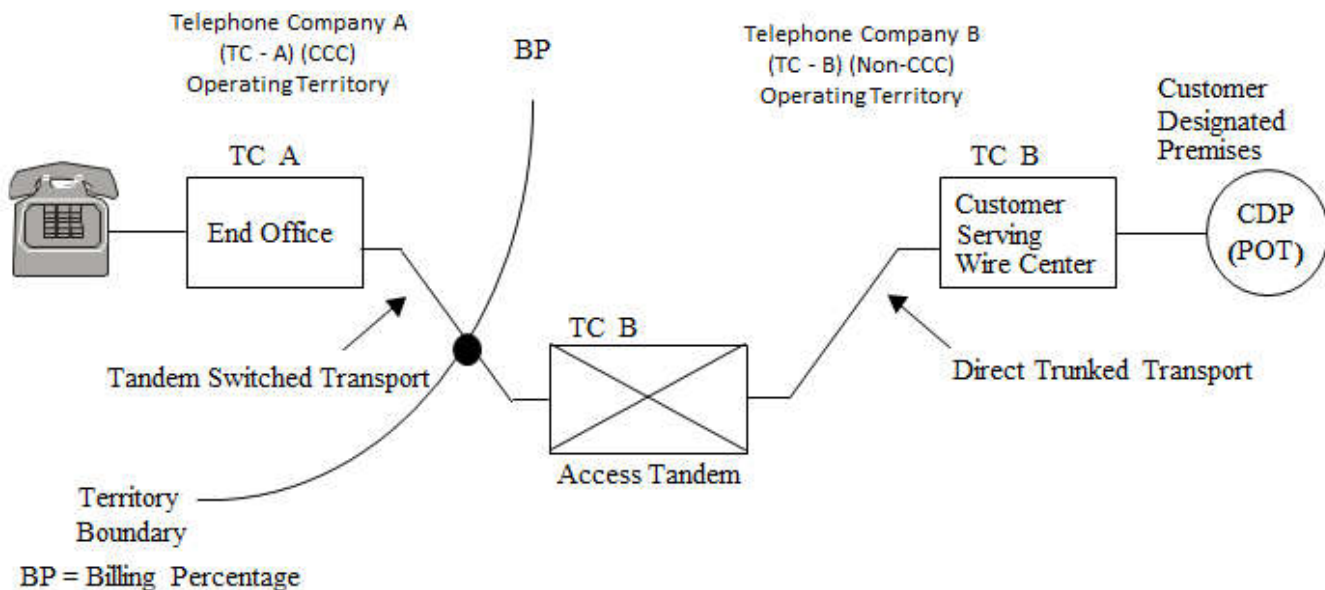 Telephone Company A
(TC - A) (CCC)
Operating Territory
BP
Telephone Company B
(TC - B) (Non-CCC)
Operating Territory
Customer
Designated
Premises
TC A
End Office
TC B
Customer
Serving
Wire Center
CDP
(POT)
TC B
Tandem Switched Transport
Direct Trunked Transport
Access Tandem
Territory
Boundary
BP = Billing Percentage